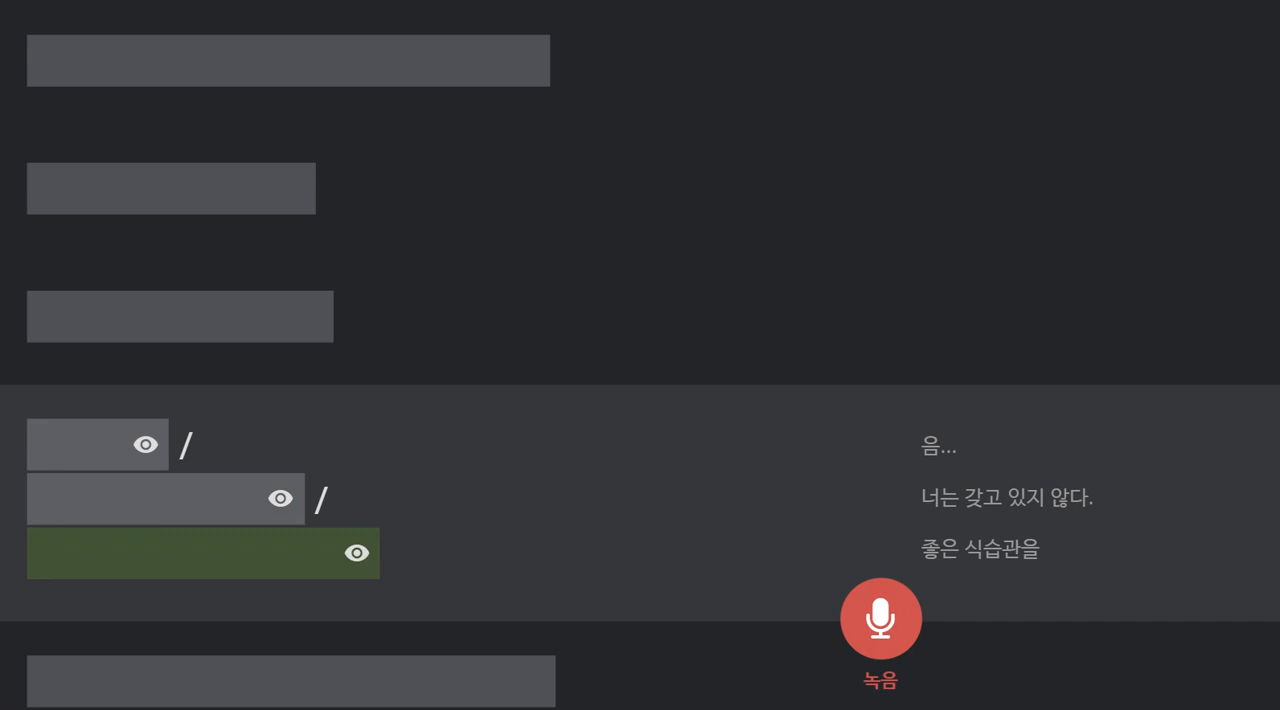 /
음...
/
너는 갖고 있지 않다.
좋은 식습관을
녹음